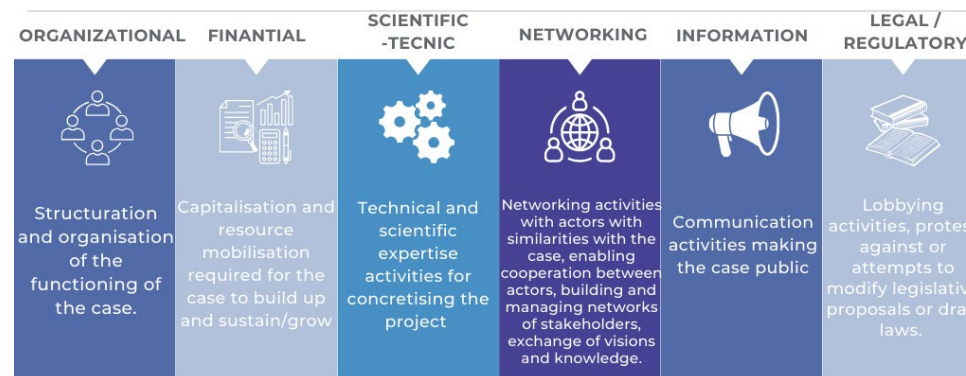 ORGANIZATIONAL
Structuration
and organisation
of the
functioning of
the case.
FINANTIAL
Capitalisation and
resource
mobilisation
required for the
case to build up
and sustain/grow
SCIENTIFIC
-TECNIC
Technical and
scientific
expertise
activities for
concretising the
project
NETWORKING
Networking activities
with actors with
similarities with the
case, enabling
cooperation between
actors, building and
managing networks
of stakeholders,
exchange of visions
and knowledge.
INFORMATION
Communication
activities making
the case public
LEGAL /
REGULATORY
Lobbying
activities,
against or
attempts to
modify
proposals or
laws.